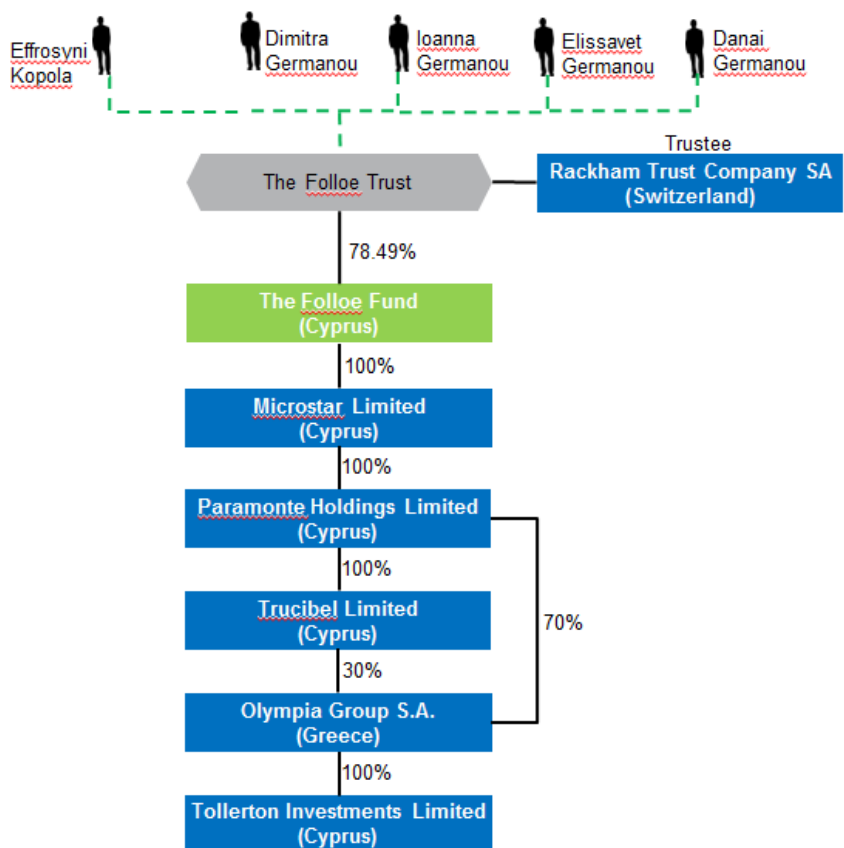 Effrosyni
Kopola
Dimitra
Germanou
Ioanna
Germanou
Elissavet
Germanou
Danai
Germanou
Trustee
The Folloe Trust
Rackham Trust Company SA
(Switzerland)
78.49%
The Folloe Fund
(Cyprus)
100%
Microstar Limited
(Cyprus)
100%
Paramonte Holdings Limited
(Cyprus)
100%
Trucibel Limited
(Cyprus)
70%
30%
Olympia Group S.A.
(Greece)
100%
Tollerton Investments Limited
(Cyprus)